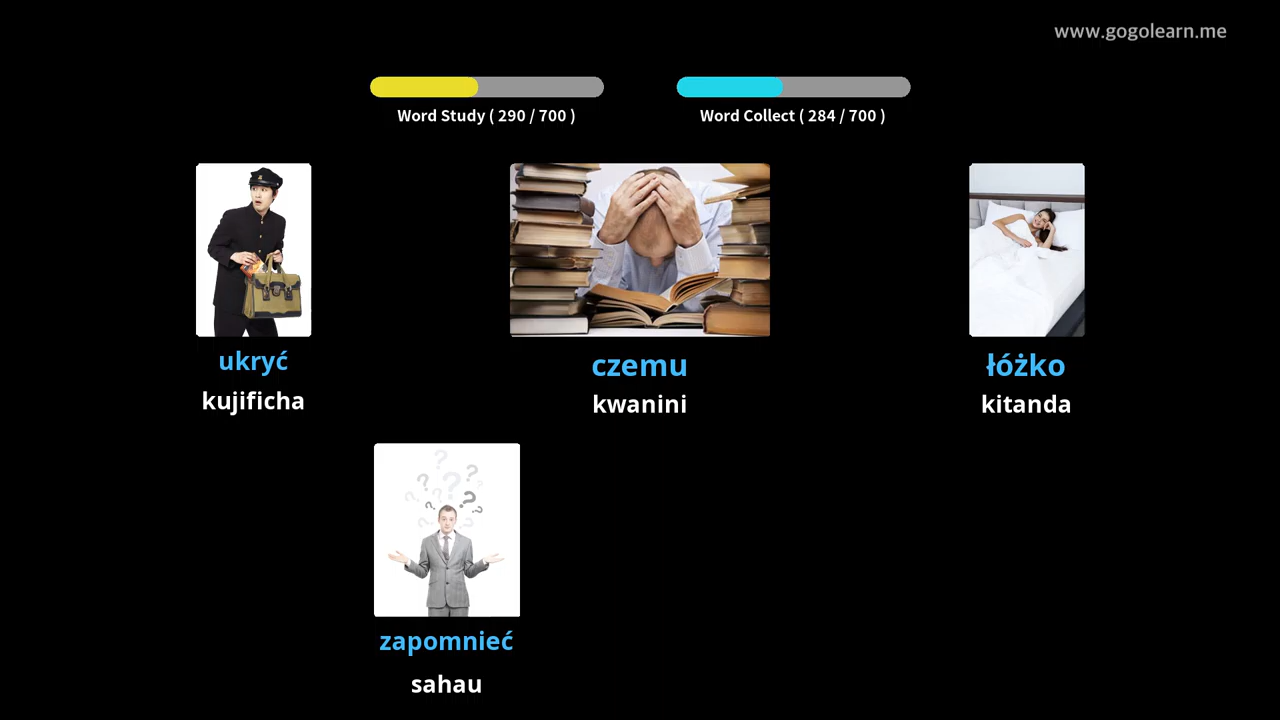 www.gogolearn.me
Word Study ( 290 / 700 )
Word Collect ( 284 / 700 )
ukryć
kujificha
czemu
kwanini
łóżko
kitanda
zapomnieć
sahau